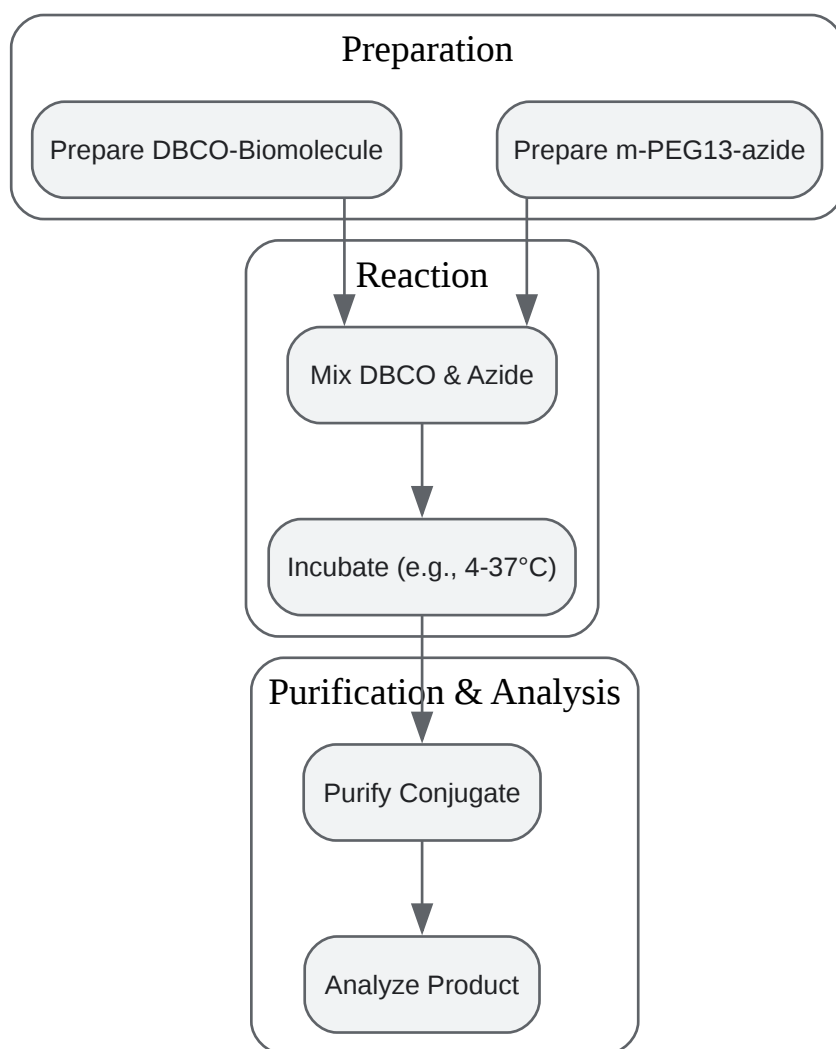 Preparation
Prepare DBCO-Biomolecule
Prepare m-PEG13-azide
Reaction
Mix DBCO & Azide
Incubate (e.g., 4-37°C)
Purification & Analysis
Purify Conjugate
Analyze Product